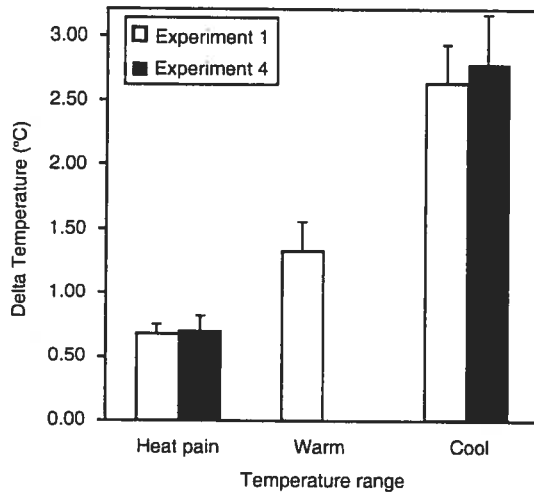 3.00
2.50
2.00
1.50
1.00
0.50
0.00
Delta Temperature (ºC)
Experiment 1
Experiment 4
Heat pain Warm Cool
Temperature range